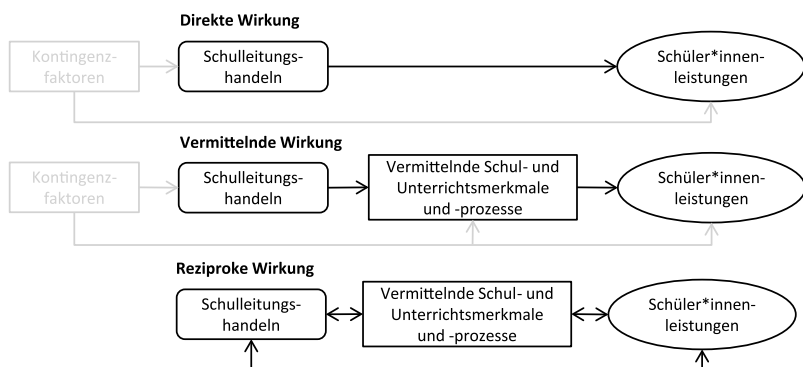 Direkte Wirkung
Kontingenz-
faktoren
Schulleitungs-
handeln
Schüler*innen-
leistungen
Vermittelnde Wirkung
Kontingenz-
faktoren
Schulleitungs-
handeln
Vermittelnde Schul- und
Unterrichtsmerkmale
und -prozesse
Schüler*innen-
leistungen
Reziproke Wirkung
Schulleitungs-
handeln
Vermittelnde Schul- und
Unterrichtsmerkmale
und -prozesse
Schüler*innen-
leistungen